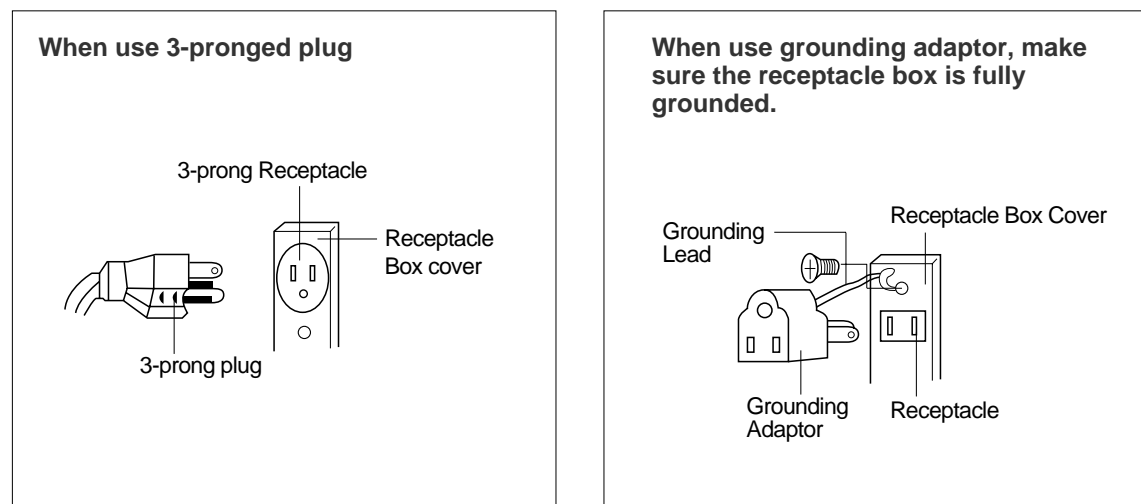 When use 3-pronged plug
3-prong Receptacle
Receptacle
Box cover
3-prong plug
When use grounding adaptor, make
sure the receptacle box is fully
grounded.
Receptacle Box Cover
Grounding
Lead
Grounding
Adaptor
Receptacle